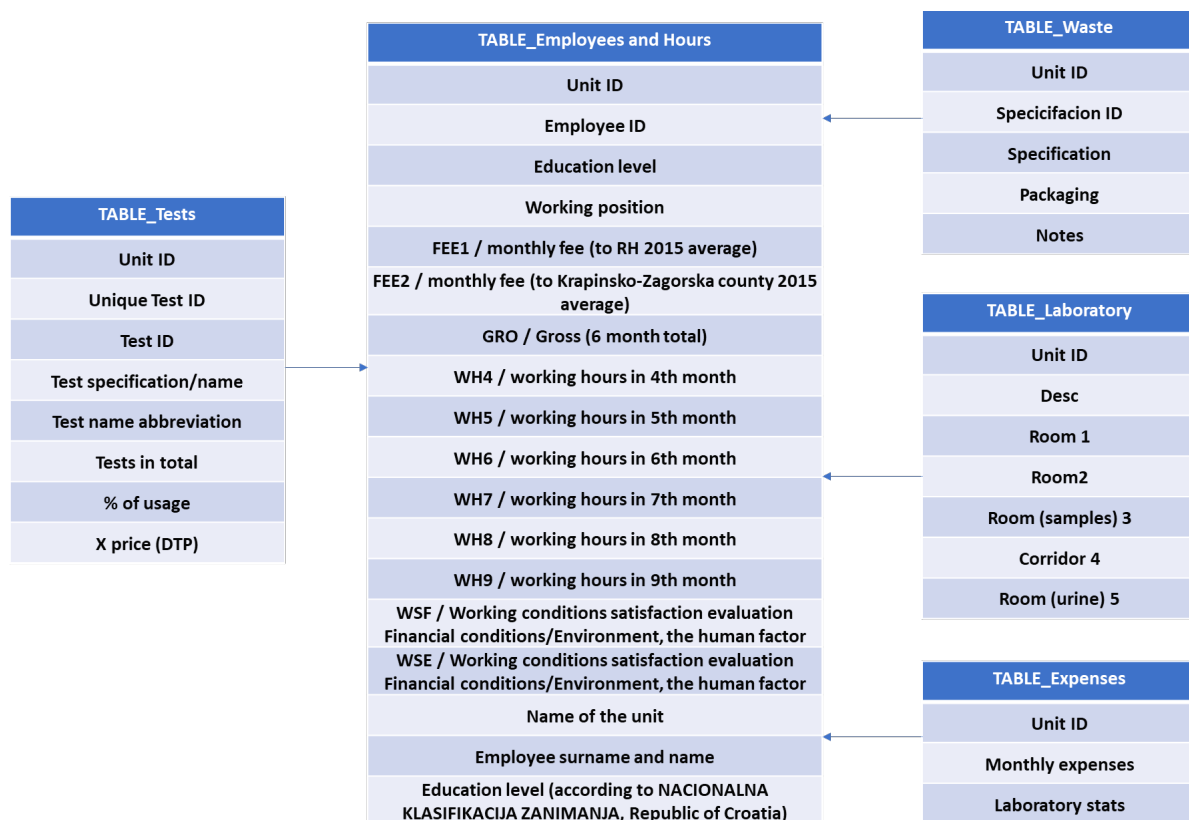 TABLE_Tests
Unit ID
Unique Test ID
Test ID
Test specification/name
Test name abbreviation
Tests in total
% of usage
X price (DTP)
TABLE_Employees and Hours
Unit ID
Employee ID
Education level
Working position
FEE1 / monthly fee (to RH 2015 average)
FEE2 / monthly fee (to Krapinsko-Zagorska county 2015
average)
GRO / Gross (6 month total)
WH4 / working hours in 4th month
WH5 / working hours in 5th month
WH6 / working hours in 6th month
WH7 / working hours in 7th month
WH8 / working hours in 8th month
WH9 / working hours in 9th month
WSF / Working conditions satisfaction evaluation
Financial conditions/Environment, the human factor
WSE / Working conditions satisfaction evaluation
Financial conditions/Environment, the human factor
Name of the unit
Employee surname and name
Education level (according to NACIONALNA
KLASIFIKACIJA ZANIMANJA, Republic of Croatia)
TABLE_Waste
Unit ID
Specicifacion ID
Specification
Packaging
Notes
TABLE_Laboratory
Unit ID
Desc
Room 1
Room2
Room (samples) 3
Corridor 4
Room (urine) 5
TABLE_Expenses
Unit ID
Monthly expenses
Laboratory stats